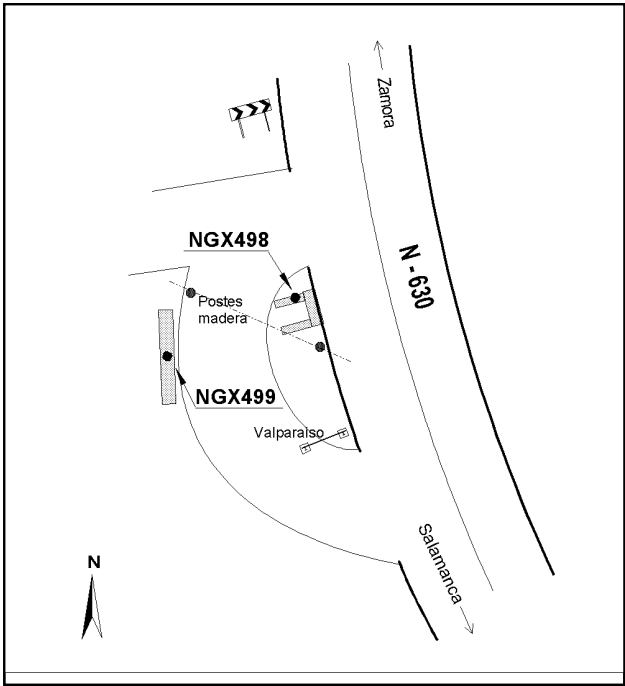 Zamora
NGX498
N - 630
Postes
madera
NGX499
Valparaiso
Salamanca
N